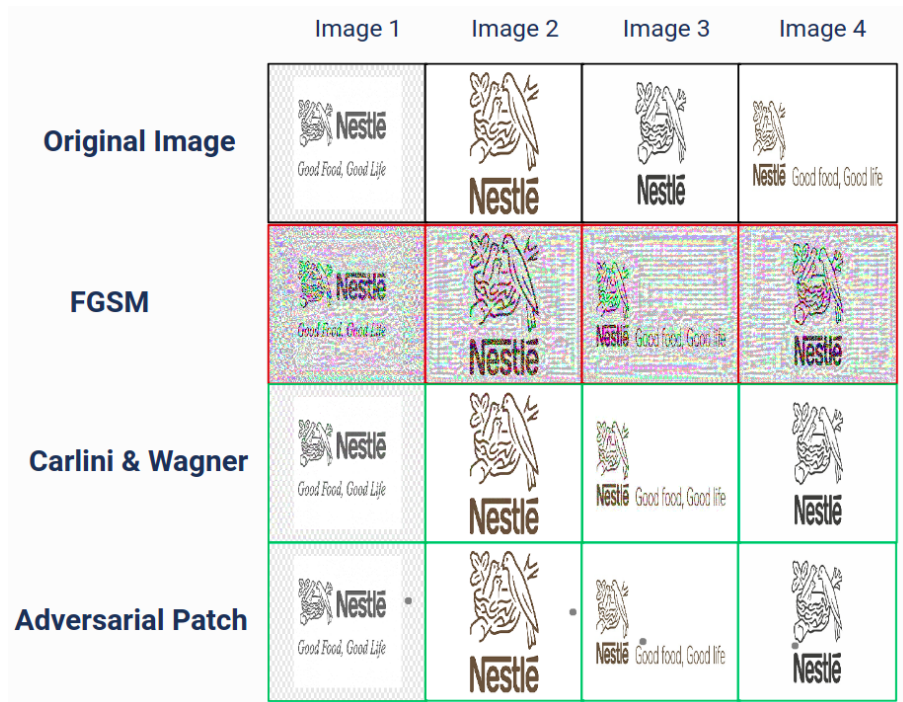 Image 1 Image 2 Image 3 Image 4
Original Image
Nestlé
Good Food, Good Life
Nestlé
Nestlé
Nestlé Good food, Good life
FGSM
Nestlé
Good Food, Good Life
Nestlé
Nestlé Good food, Good life
Nestlé
Carlini & Wagner
Nestlé
Good Food, Good Life
Nestlé
Nestlé Good food, Good life
Nestlé
Adversarial Patch
Nestlé
Good Food, Good Life
Nestlé
Nestlé Good food, Good life
Nestlé